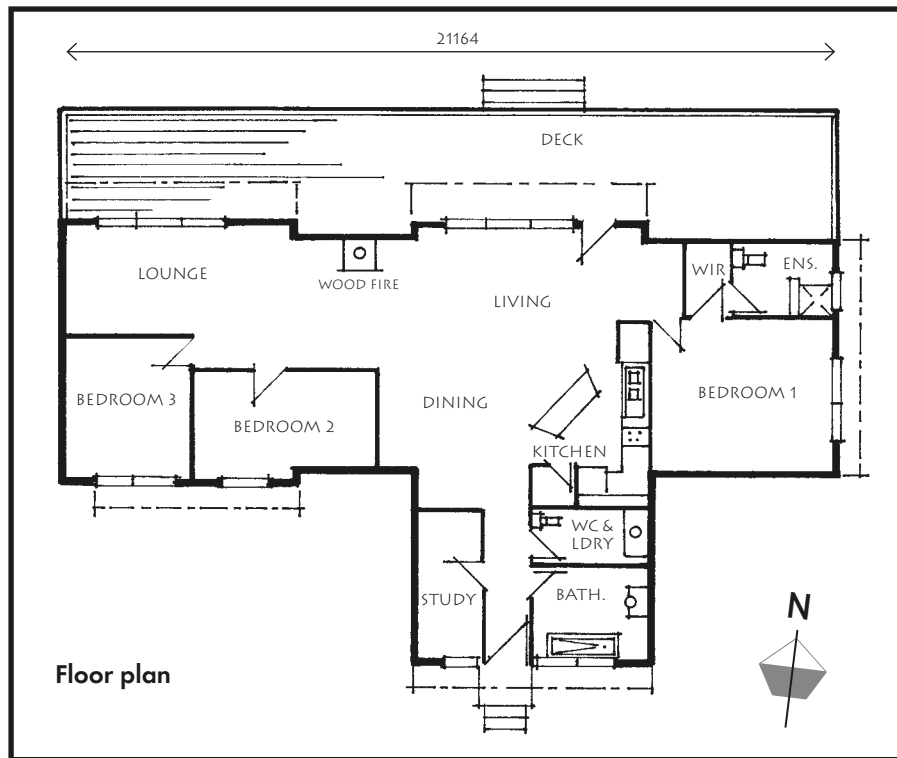 21164
DECK
LOUNGE
WOOD FIRE
LIVING
WIR
ENS.
BEDROOM 3
BEDROOM 2
DINING
BEDROOM 1
KITCHEN
WC &
LDRY
STUDY
BATH.
N
Floor plan